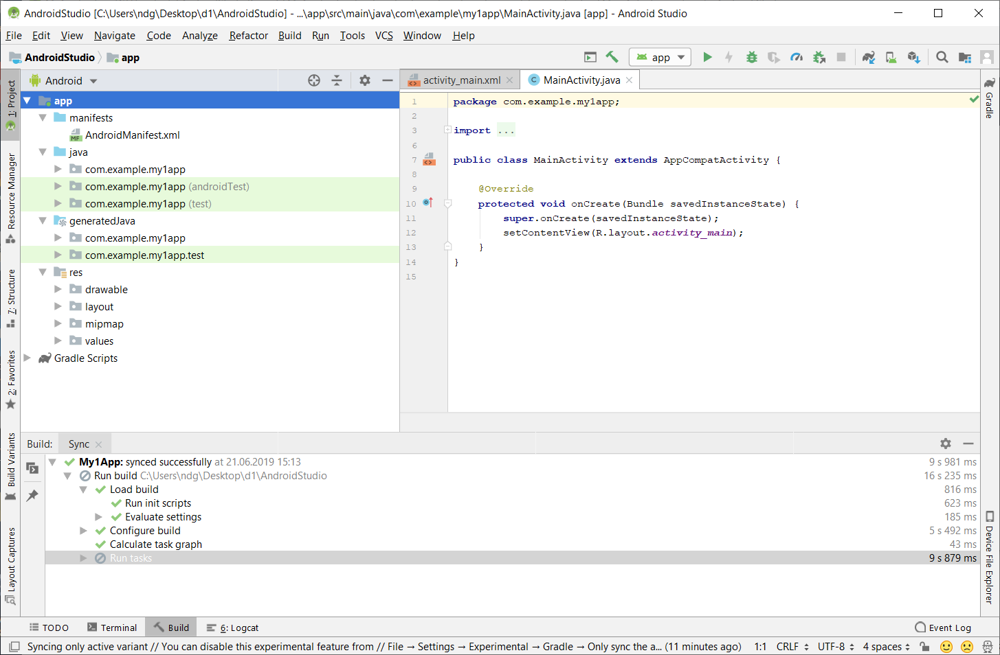 AndroidStudio [C:\Users\ndg\Desktop\d1\AndroidStudio] - ...\app\src\main\java\com\example\my1app\MainActivity.java [app] - Android Studio
File Edit View Navigate Code Analyze Refactor Build Run Tools VCS Window Help
AndroidStudio app
app
1: Project
Resource Manager
7: Structure
2: Favorites
Build Variants
Layout Captures
Android
app
manifests
MF AndroidManifest.xml
java
com.example.my1app
com.example.my1app (androidTest)
com.example.my1app (test)
generatedJava
com.example.my1app
com.example.my1app.test
res
drawable
layout
mipmap
values
Gradle Scripts
activity_main.xml
C MainActivity.java
1 package com.example.my1app;
2
3 import ...
6
7 public class MainActivity extends AppCompatActivity {
8
9 @Override
10 protected void onCreate(Bundle savedInstanceState) {
11 super.onCreate(savedInstanceState);
12 setContentView(R.layout.activity_main);
13 }
14 }
15
Gradle
Device File Explorer
Build: Sync
My1App: synced successfully at 21.06.2019 15:13 9 s 981 ms
Run build C:\Users\ndg\Desktop\d1\AndroidStudio 16 s 235 ms
Load build 816 ms
Run init scripts 623 ms
Evaluate settings 185 ms
Configure build 5 s 492 ms
Calculate task graph 43 ms
Run tasks 9 s 879 ms
TODO Terminal Build 6: Logcat Event Log
Syncing only active variant // You can disable this experimental feature from // File → Settings → Experimental → Gradle → Only sync the a... (11 minutes ago) 1:1 CRLF UTF-8 4 spaces